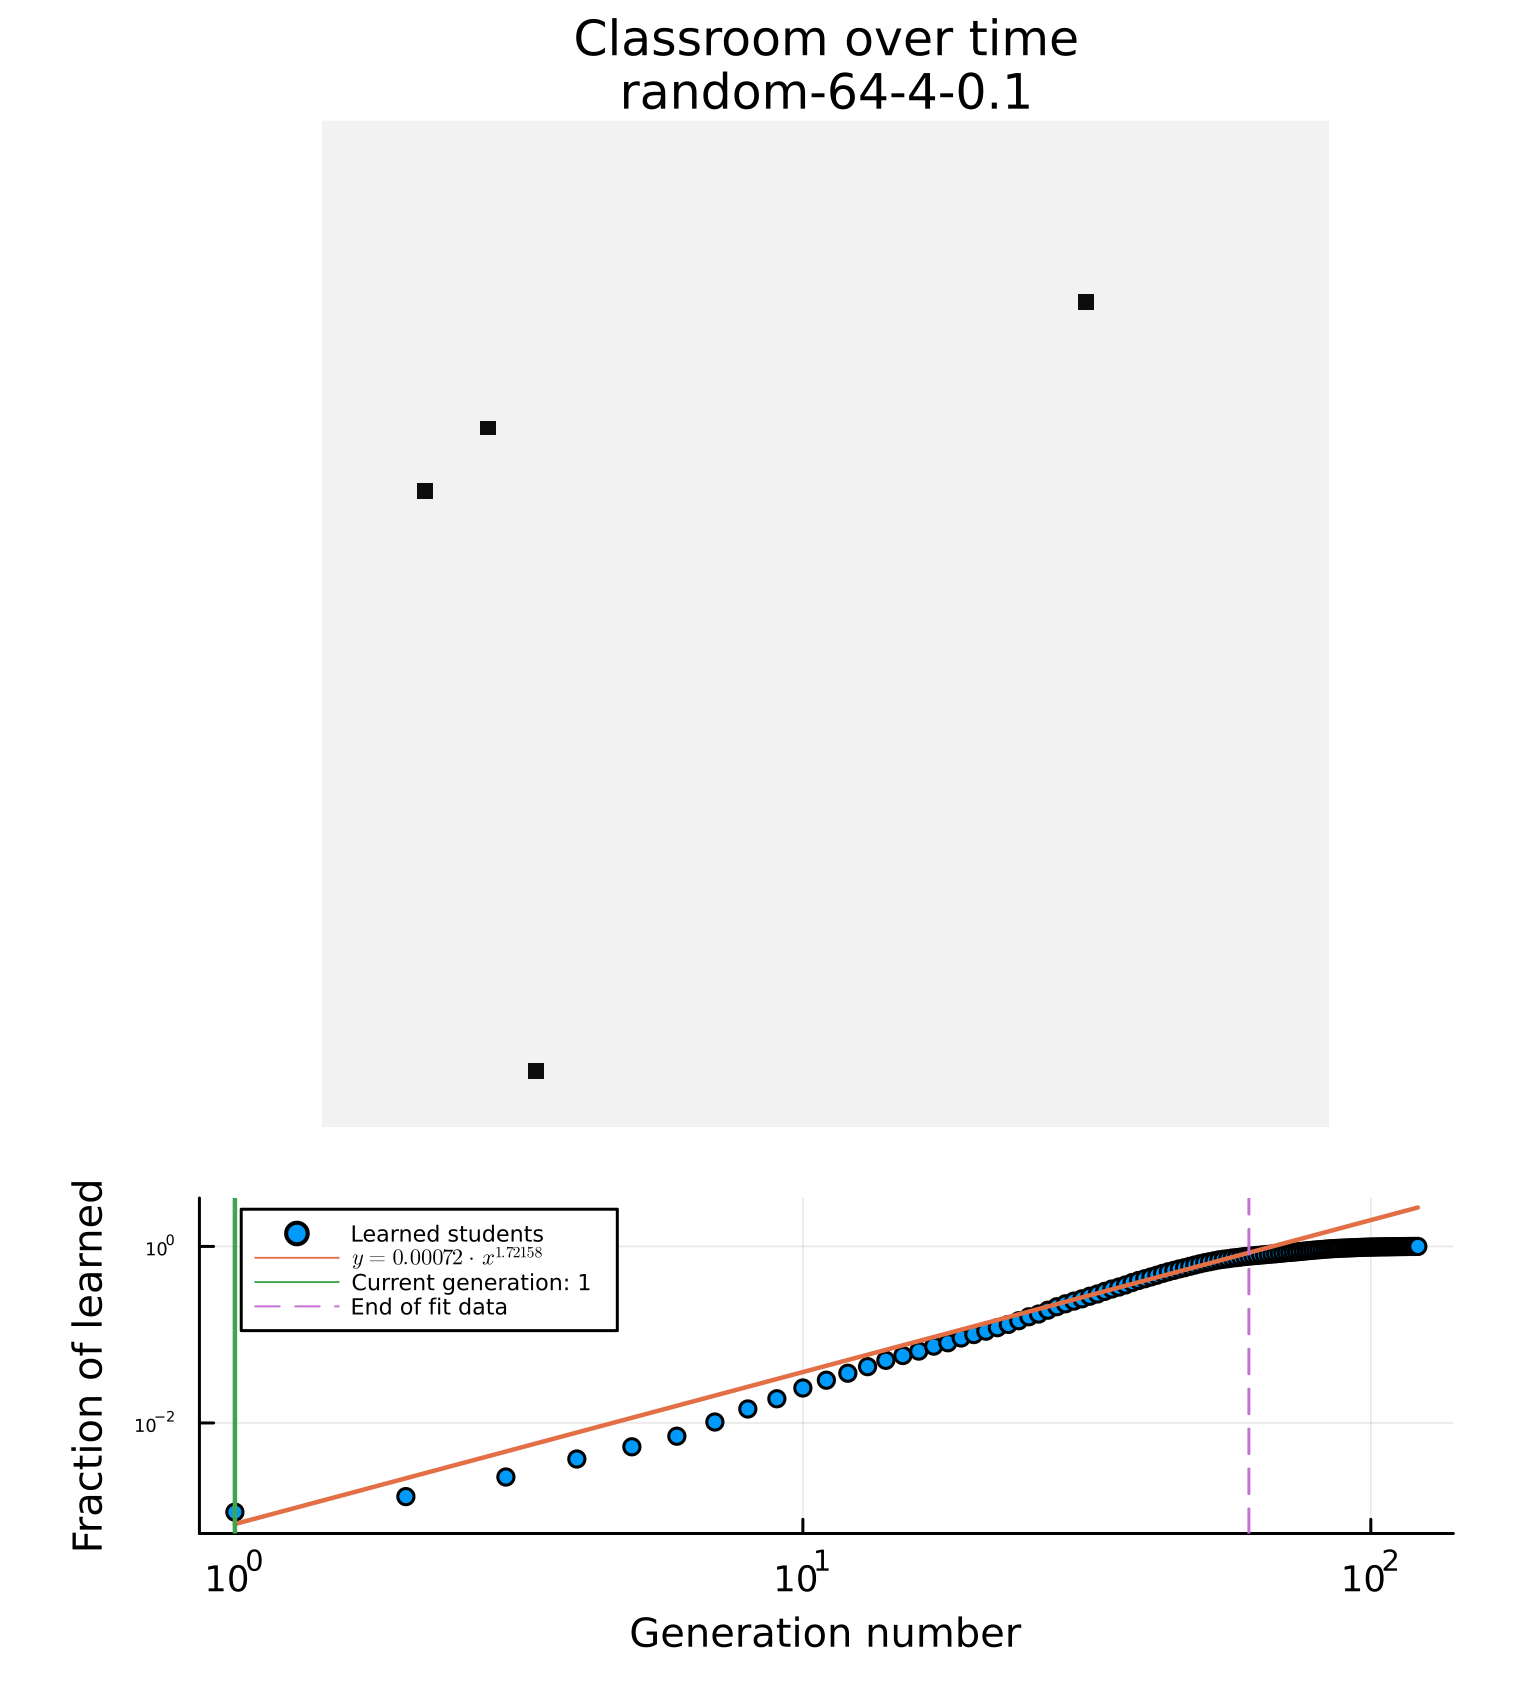 Classroom over time
random-64-4-0.1
Fraction of learned
10^0
10^-2
Learned students
y = 0.00072 · x^1.72158
Current generation: 1
End of fit data
10^0
10^1
10^2
Generation number